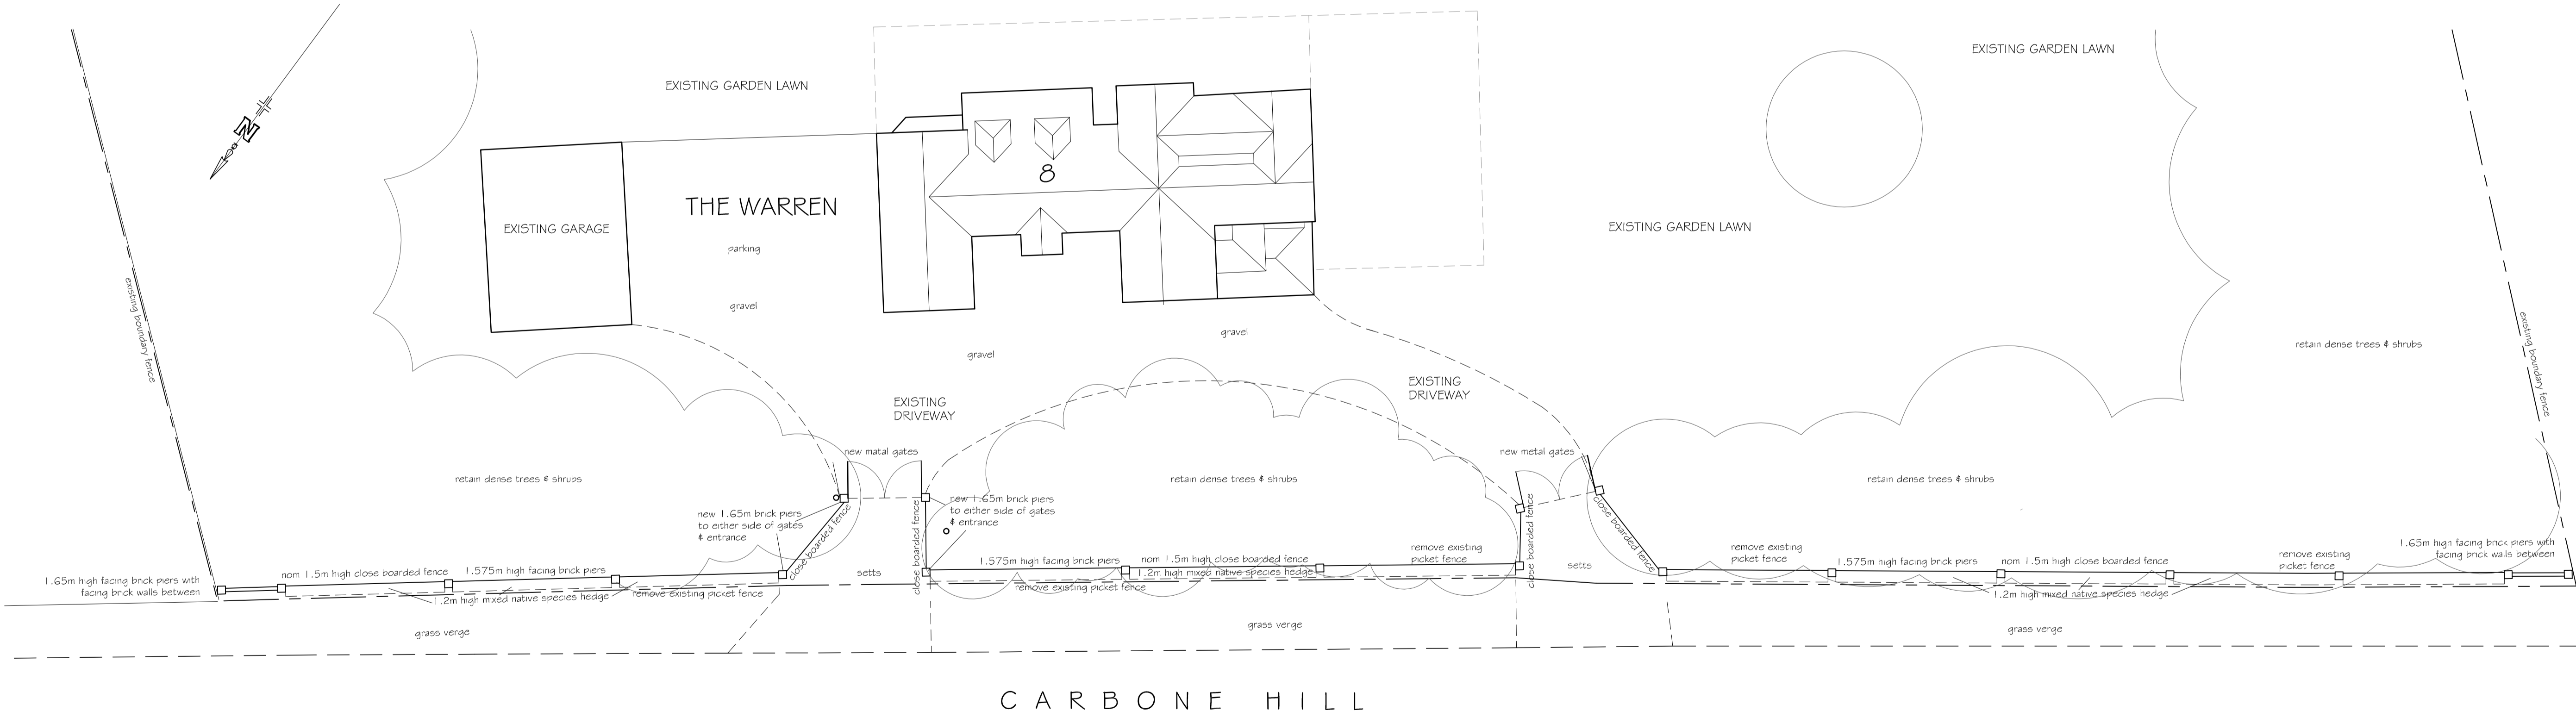 EXISTING GARDEN LAWN
EXISTING GARDEN LAWN
N
8
THE WARREN
EXISTING GARAGE
EXISTING GARDEN LAWN
parking
gravel
gravel
gravel
existing boundary fence
existing boundary fence
retain dense trees & shrubs
EXISTING
DRIVEWAY
EXISTING
DRIVEWAY
new matal gates
new metal gates
retain dense trees & shrubs
retain dense trees & shrubs
retain dense trees & shrubs
new 1.65m brick piers
to either side of gates
& entrance
new 1.65m brick piers
to either side of gates
& entrance
close boarded fence
close boarded fence
close boarded fence
close boarded fence
1.65m high facing brick piers with
facing brick walls between
nom 1.5m high close boarded fence
1.575m high facing brick piers
1.2m high mixed native species hedge
remove existing picket fence
setts
1.575m high facing brick piers
nom 1.5m high close boarded fence
1.2m high mixed native species hedge
remove existing picket fence
remove existing
picket fence
setts
remove existing
picket fence
1.575m high facing brick piers
nom 1.5m high close boarded fence
1.2m high mixed native species hedge
remove existing
picket fence
1.65m high facing brick piers with
facing brick walls between
grass verge
grass verge
grass verge
CARBONE HILL